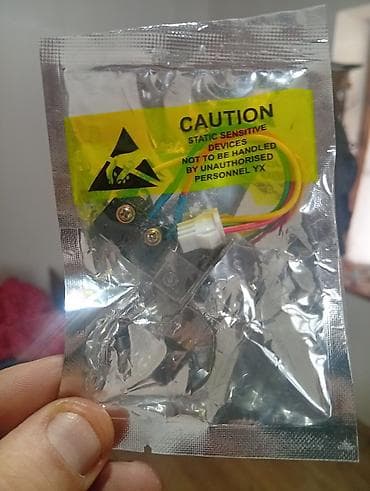 CAUTION
STATIC SENSITIVE
DEVICES
NOT TO BE HANDLED
BY UNAUTHORISED
PERSONNEL YX